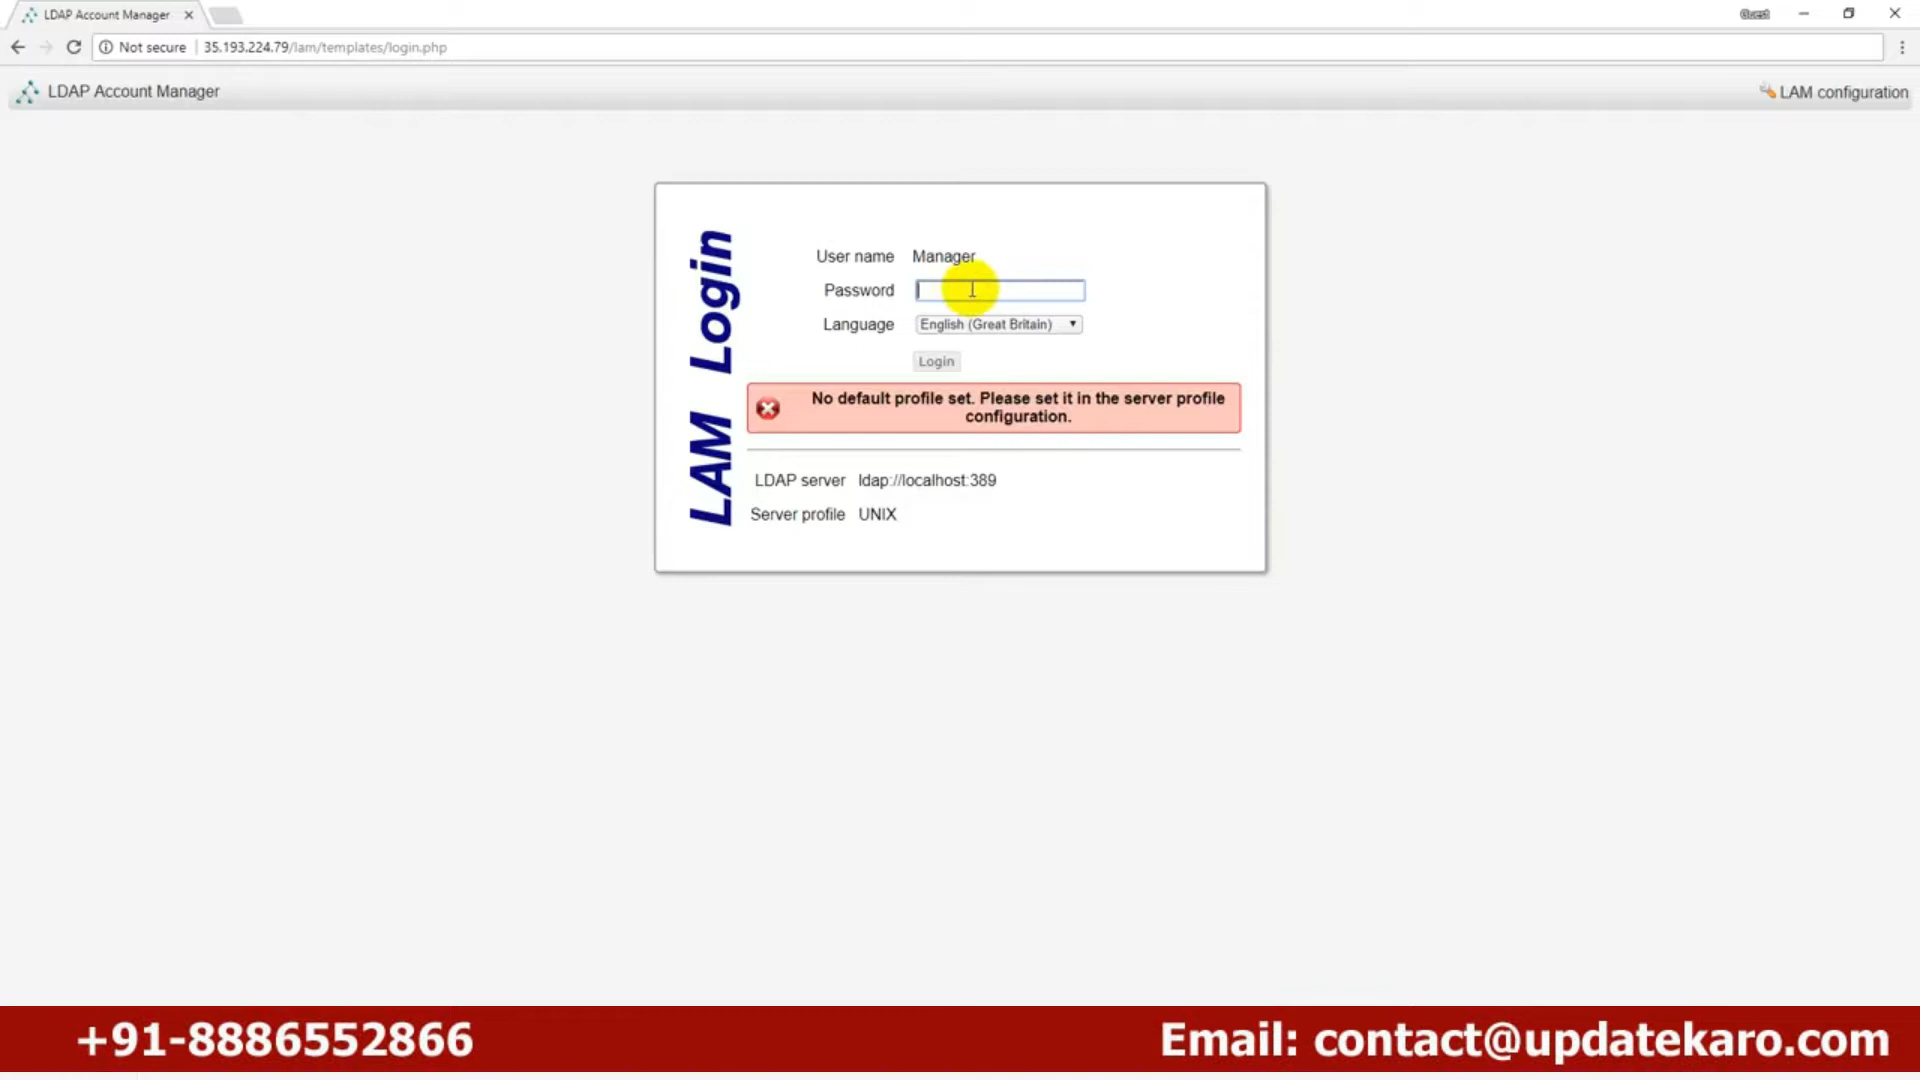 LDAP Account Manager
Guest
Not secure | 35.193.224.79/lam/templates/login.php
LDAP Account Manager
LAM configuration
LAM Login
User name Manager
Password
Language English (Great Britain)
Login
No default profile set. Please set it in the server profile
configuration.
LDAP server ldap://localhost:389
Server profile UNIX
+91-8886552866
Email: contact@updatekaro.com